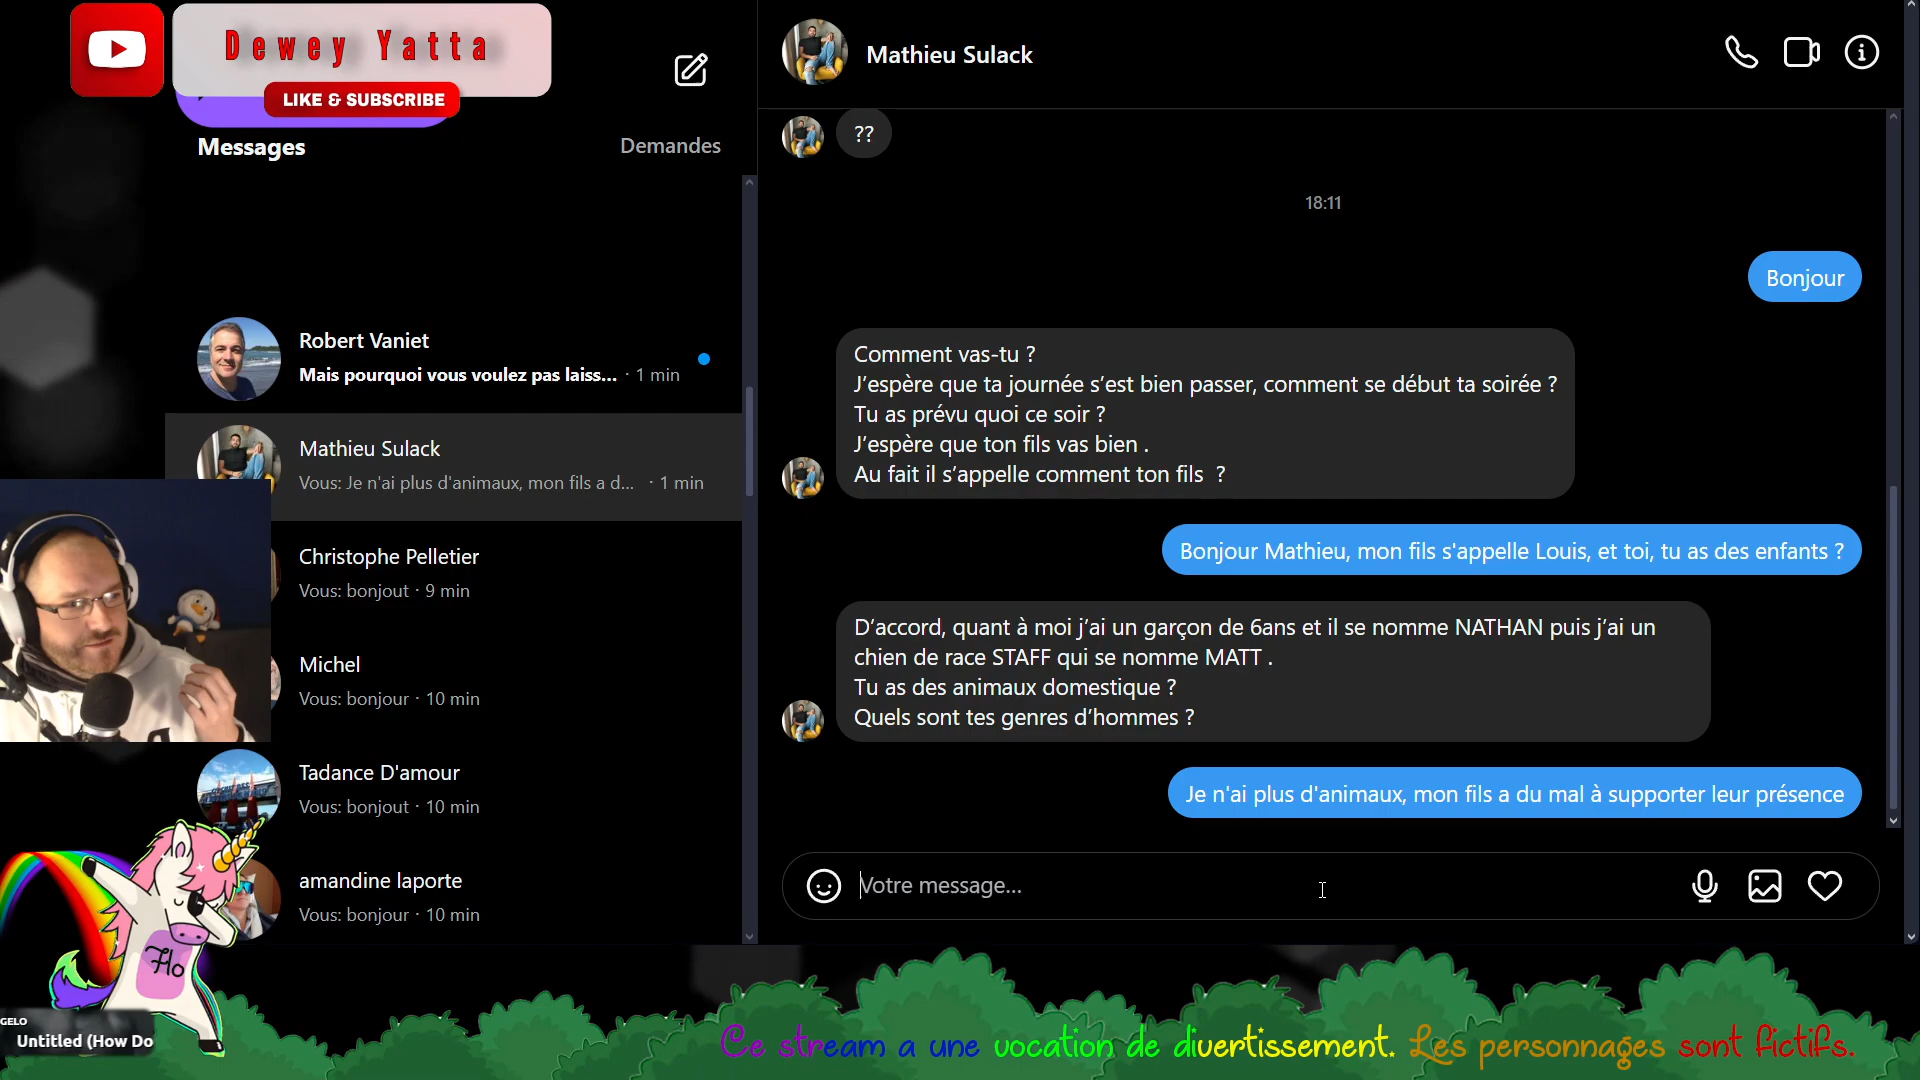 Dewey Yatta
LIKE & SUBSCRIBE
Messages
Demandes
Robert Vaniet
Mais pourquoi vous voulez pas laiss... · 1 min
Mathieu Sulack
Vous: Je n'ai plus d'animaux, mon fils a d... · 1 min
Christophe Pelletier
Vous: bonjout · 9 min
Michel
Vous: bonjour · 10 min
Tadance D'amour
Vous: bonjout · 10 min
amandine laporte
Vous: bonjour · 10 min
Mathieu Sulack
??
18:11
Bonjour
Comment vas-tu ?
J'espère que ta journée s'est bien passer, comment se début ta soirée ?
Tu as prévu quoi ce soir ?
J'espère que ton fils vas bien .
Au fait il s'appelle comment ton fils ?
Bonjour Mathieu, mon fils s'appelle Louis, et toi, tu as des enfants ?
D'accord, quant à moi j'ai un garçon de 6ans et il se nomme NATHAN puis j'ai un
chien de race STAFF qui se nomme MATT .
Tu as des animaux domestique ?
Quels sont tes genres d'hommes ?
Je n'ai plus d'animaux, mon fils a du mal à supporter leur présence
Votre message...
Flo
GELO
Untitled (How Do
Ce stream a une vocation de divertissement. Les personnages sont fictifs.